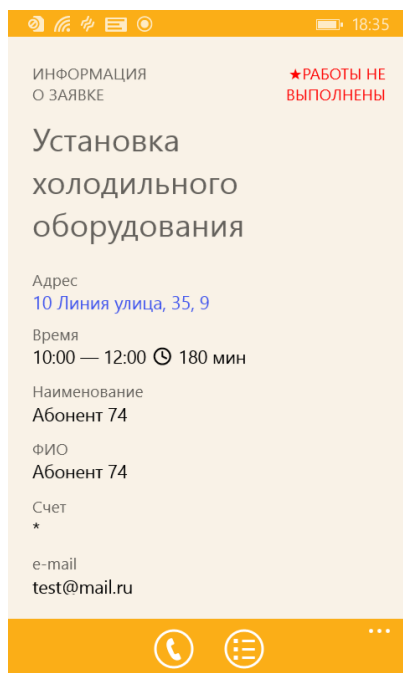 18:35
ИНФОРМАЦИЯ
О ЗАЯВКЕ
★РАБОТЫ НЕ
ВЫПОЛНЕНЫ
Установка
холодильного
оборудования
Адрес
10 Линия улица, 35, 9
Время
10:00 — 12:00 180 мин
Наименование
Абонент 74
ФИО
Абонент 74
Счет
*
e-mail
test@mail.ru
...